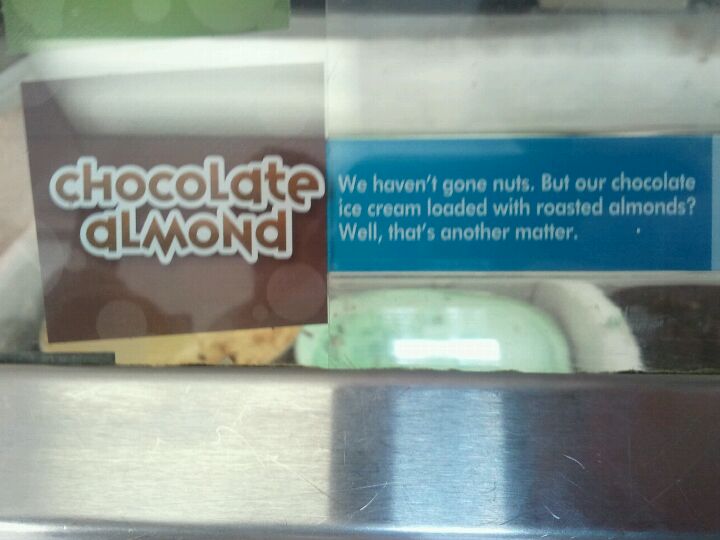 chocolate
almond
We haven't gone nuts. But our chocolate
ice cream loaded with roasted almonds?
Well, that's another matter.